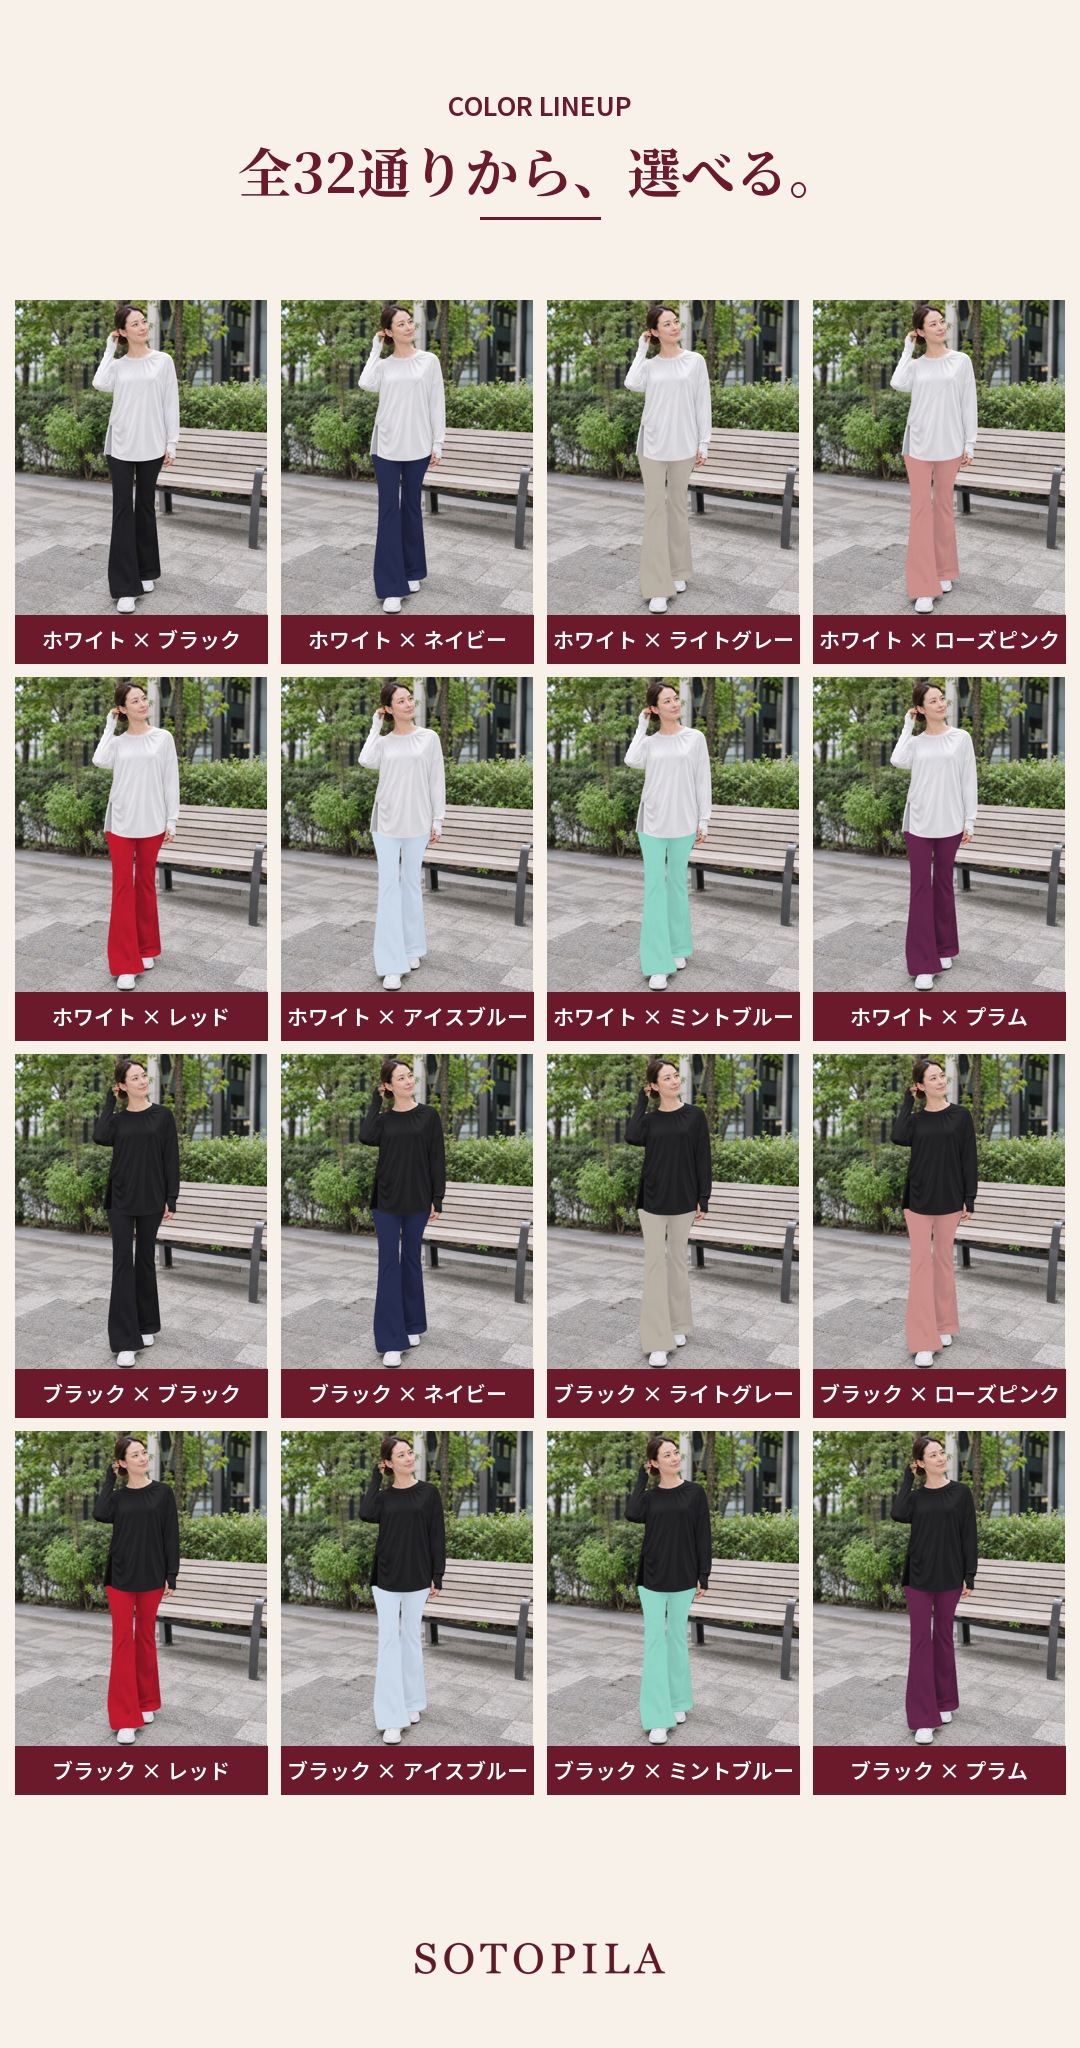 COLOR LINEUP
全32通りから、選べる。
ホワイト × ブラック
ホワイト × ネイビー
ホワイト × ライトグレー
ホワイト × ローズピンク
ホワイト × レッド
ホワイト × アイスブルー
ホワイト × ミントブルー
ホワイト × プラム
ブラック × ブラック
ブラック × ネイビー
ブラック × ライトグレー
ブラック × ローズピンク
ブラック × レッド
ブラック × アイスブルー
ブラック × ミントブルー
ブラック × プラム
SOTOPILA